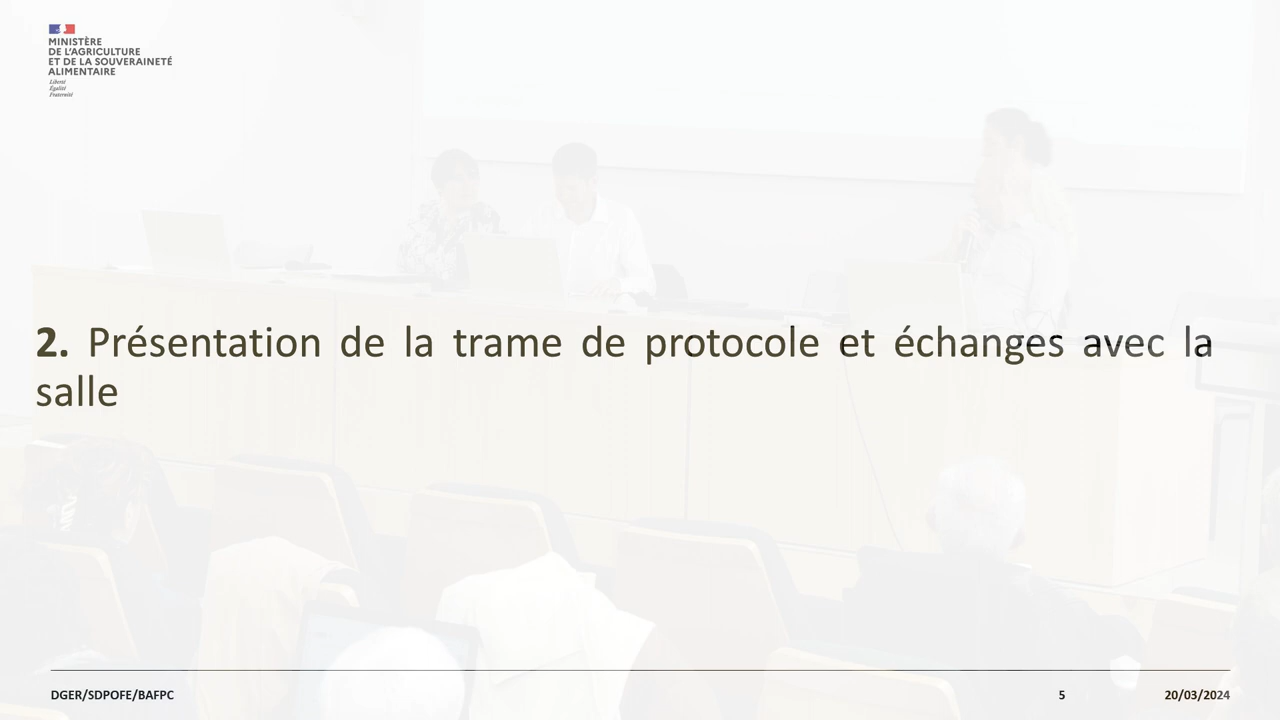 MINISTÈRE
DE L'AGRICULTURE
ET DE LA SOUVERAINETÉ
ALIMENTAIRE
Liberté
Égalité
Fraternité
2. Présentation de la trame de protocole et échanges avec la
salle
DGER/SDPOFE/BAFPC 5 20/03/2024